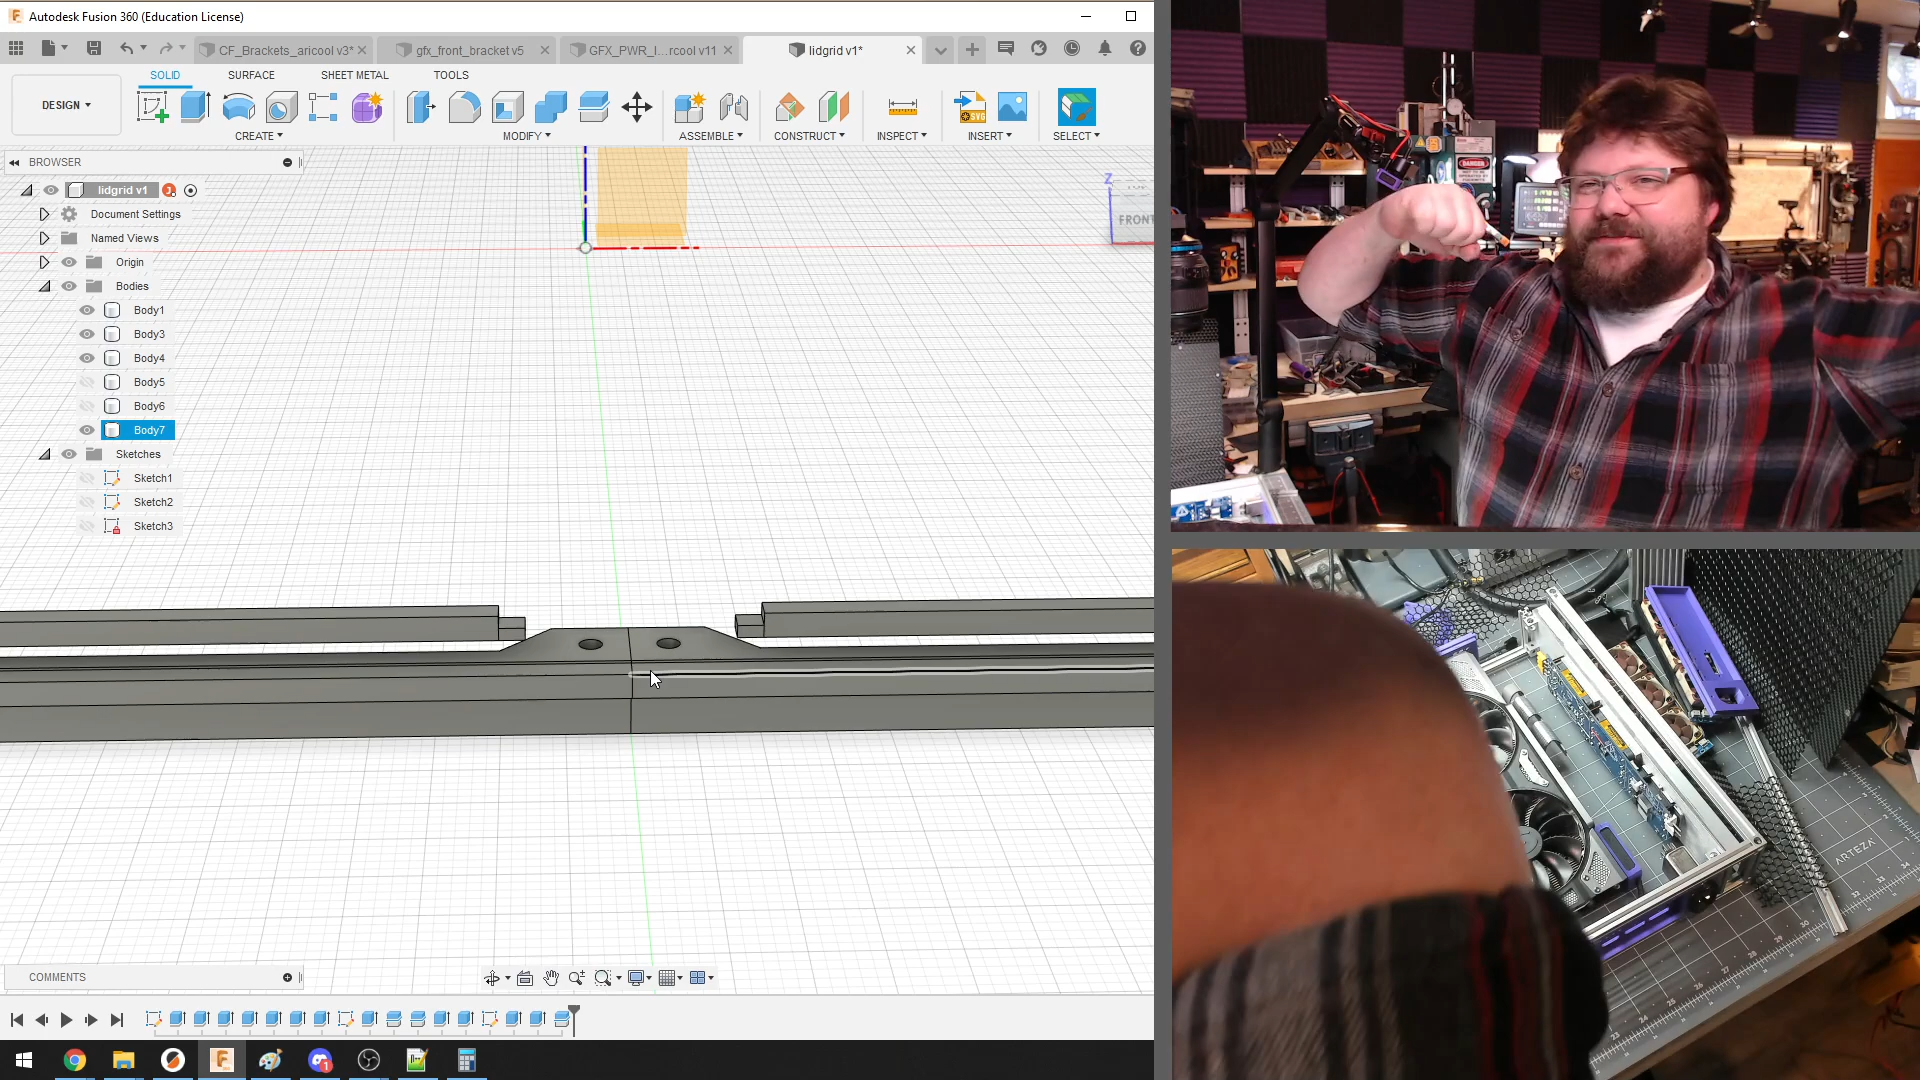 Autodesk Fusion 360 (Education License)
CF_Brackets_aricool v3*
gfx_front_bracket v5
GFX_PWR_I...rcool v11
lidgrid v1*
DESIGN
SOLID
SURFACE
SHEET METAL
TOOLS
CREATE
MODIFY
ASSEMBLE
CONSTRUCT
INSPECT
INSERT
SELECT
BROWSER
lidgrid v1
Document Settings
Named Views
Origin
Bodies
Body1
Body3
Body4
Body5
Body6
Body7
Sketches
Sketch1
Sketch2
Sketch3
Z
TOP
FRONT
COMMENTS
DANGER
ARTEZA